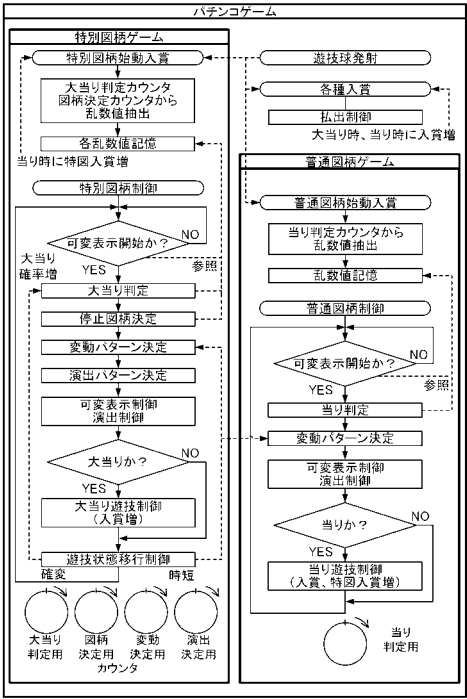 パチンコゲーム
特別図柄ゲーム
特別図柄始動入賞
大当り判定カウンタ
図柄決定カウンタから
乱数値抽出
各乱数値記憶
当り時に特図入賞増
特別図柄制御
NO
可変表示開始か?
大当り
確率増
YES
参照
大当り判定
停止図柄決定
変動パターン決定
演出パターン決定
可変表示制御
演出制御
NO
大当りか?
YES
大当り遊技制御
(入賞増)
遊技状態移行制御
確変
時短
大当り
判定用
図柄
決定用
変動
決定用
演出
決定用
カウンタ
遊技球発射
各種入賞
払出制御
大当り時、当り時に入賞増
普通図柄ゲーム
普通図柄始動入賞
当り判定カウンタから
乱数値抽出
乱数値記憶
普通図柄制御
NO
可変表示開始か?
YES
参照
当り判定
変動パターン決定
可変表示制御
演出制御
当りか?
NO
YES
当り遊技制御
(入賞、特図入賞増)
当り
判定用